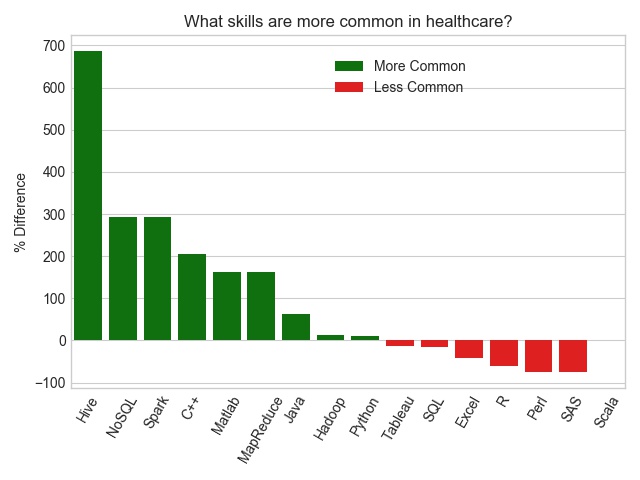 What skills are more common in healthcare?
More Common
Less Common
% Difference
700
600
500
400
300
200
100
0
−100
Hive
NoSQL
Spark
C++
Matlab
MapReduce
Java
Hadoop
Python
Tableau
SQL
Excel
R
Perl
SAS
Scala